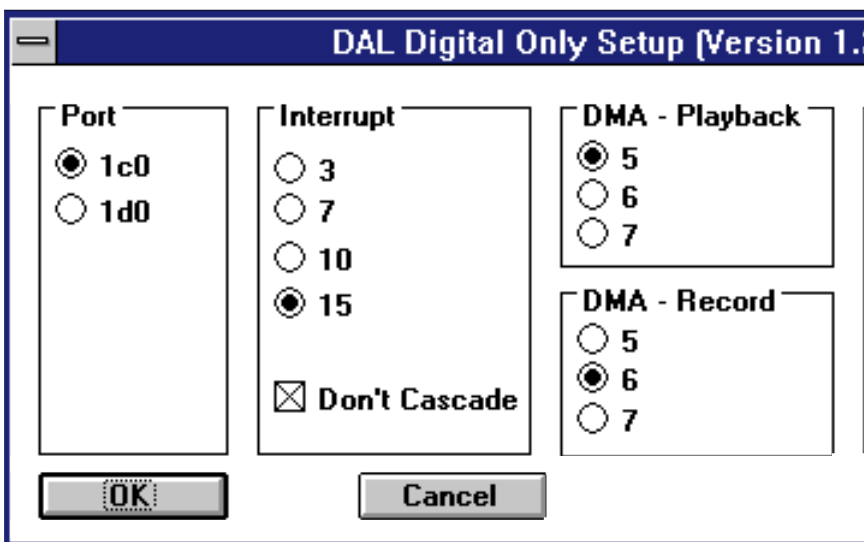 DAL Digital Only Setup (Version 1.
Port
1c0
1d0
Interrupt
3
7
10
15
Don't Cascade
DMA - Playback
5
6
7
DMA - Record
5
6
7
OK
Cancel